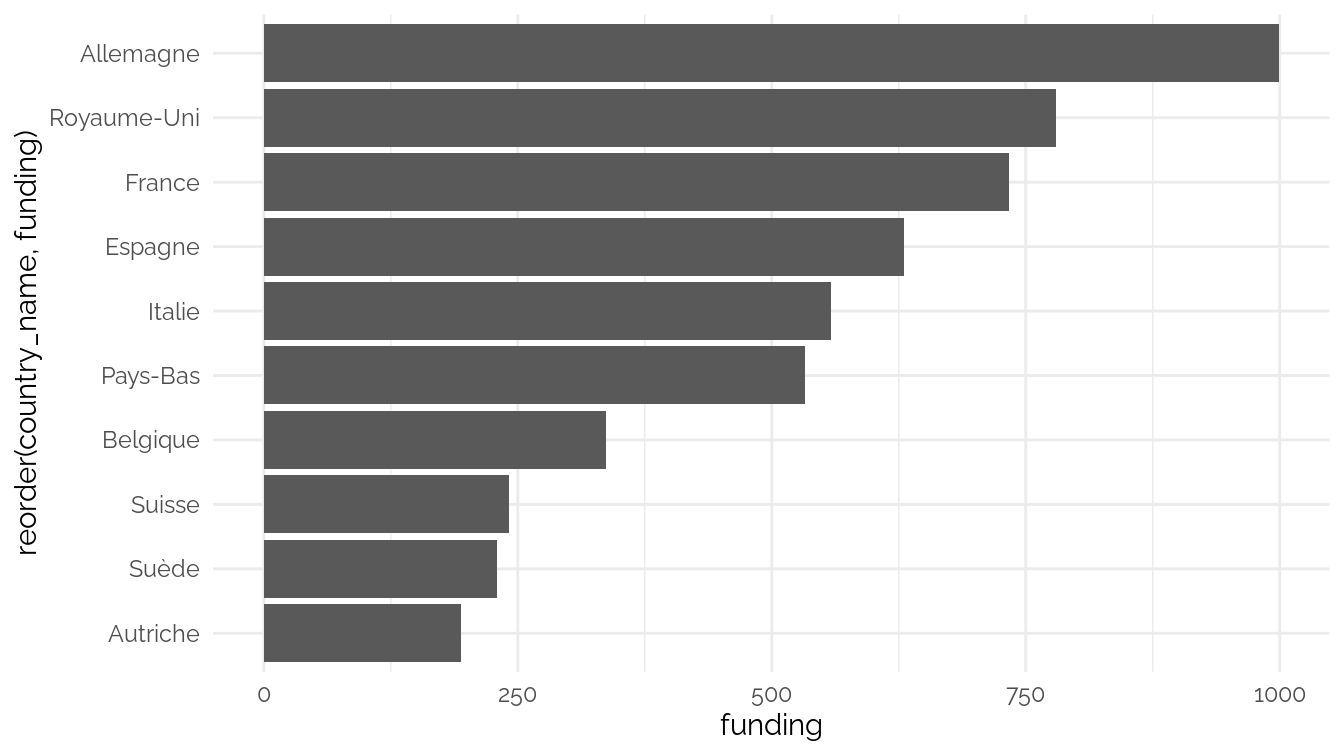 reorder(country_name, funding)
Allemagne
Royaume-Uni
France
Espagne
Italie
Pays-Bas
Belgique
Suisse
Suède
Autriche
0 250 500 750 1000
funding